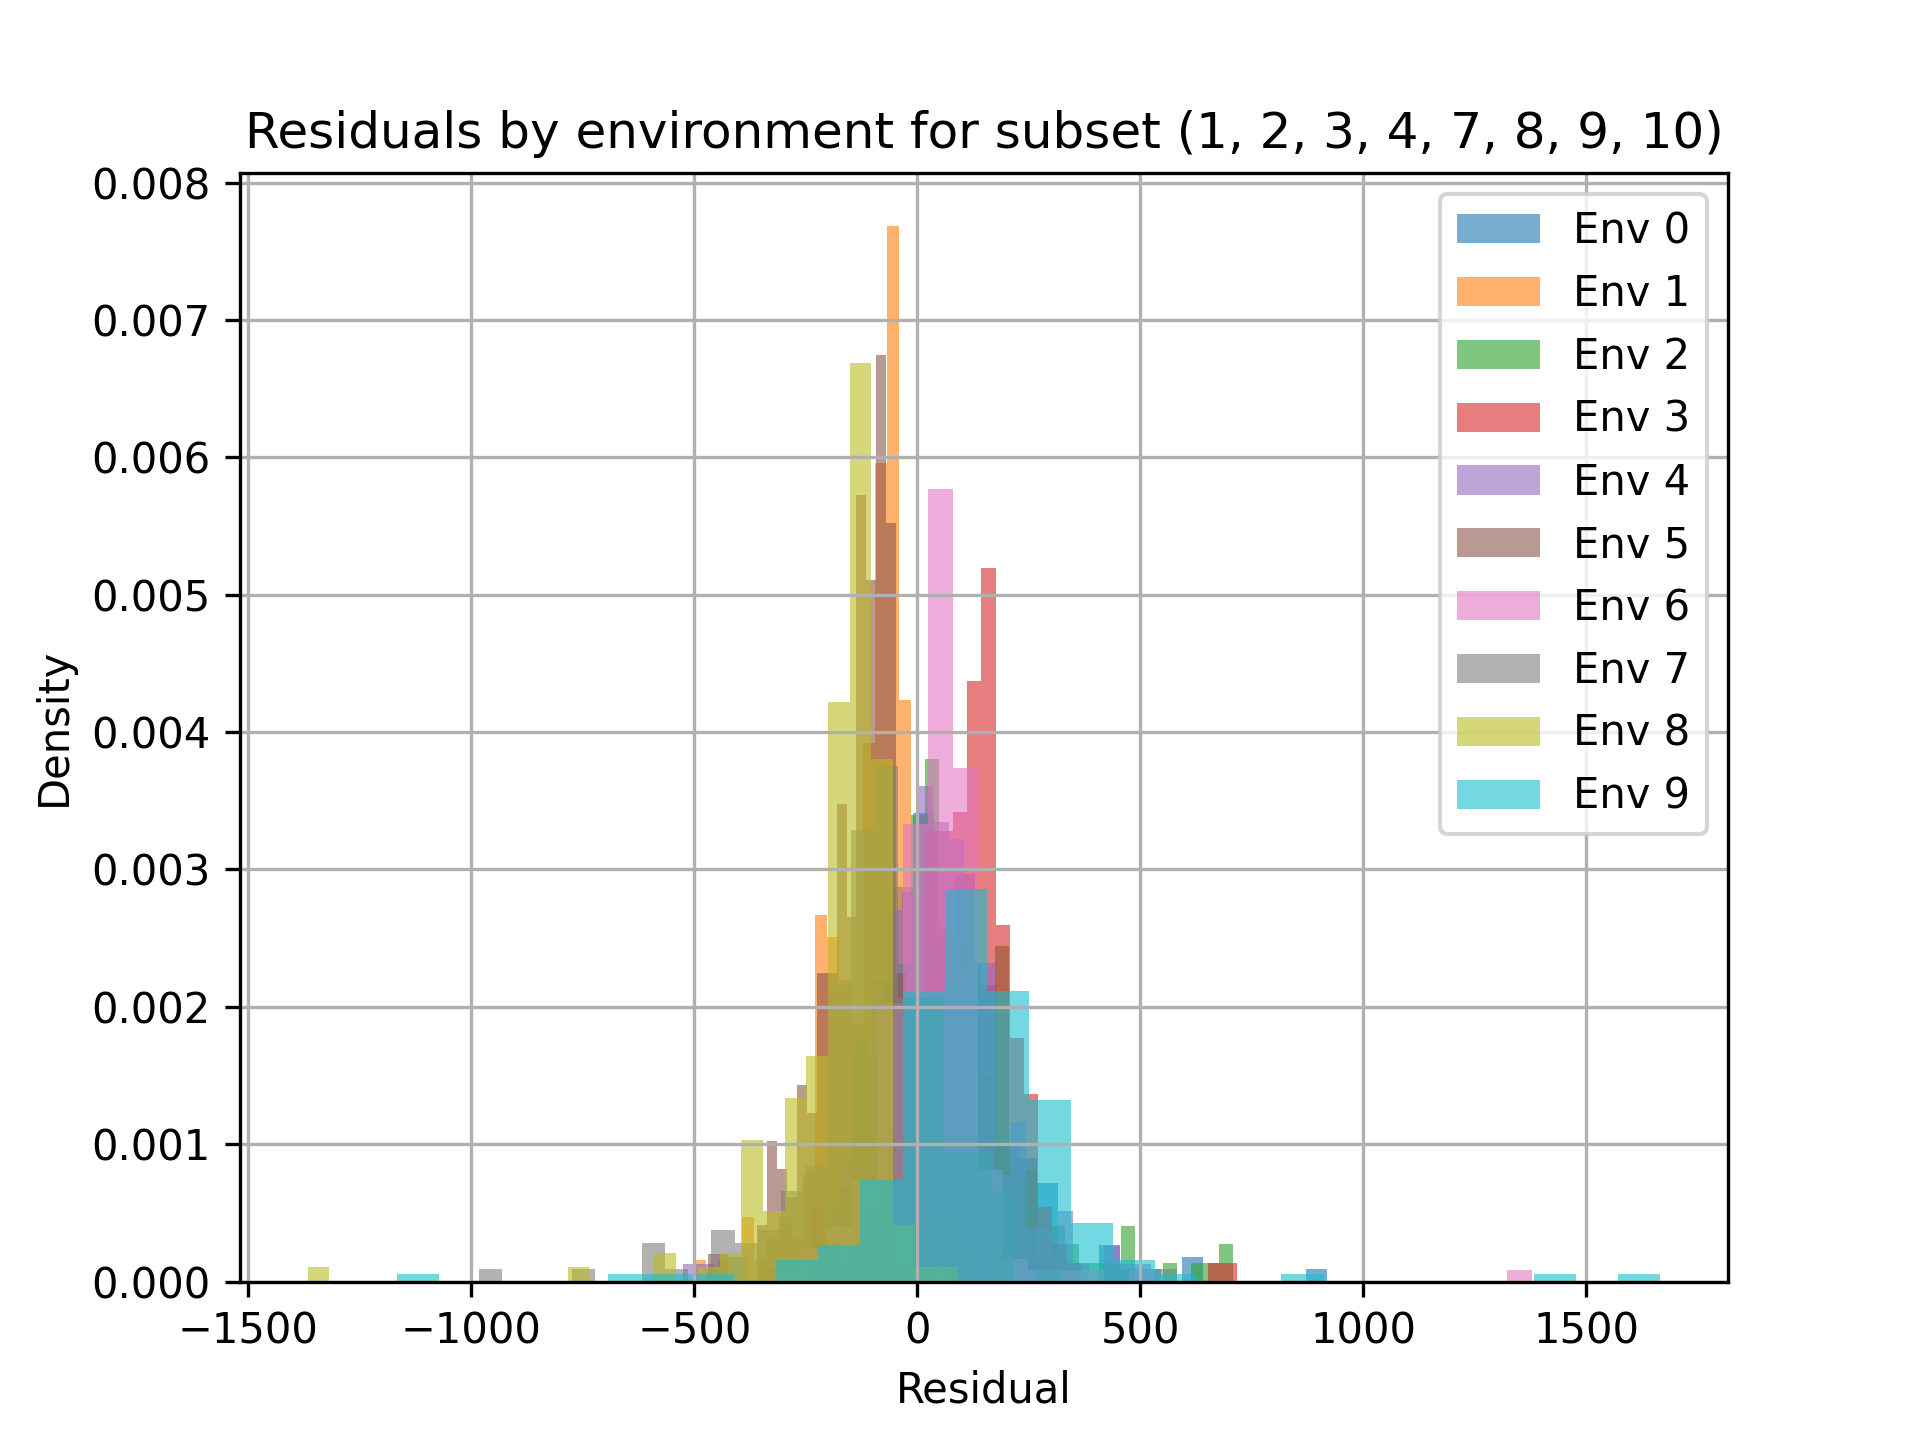 Residuals by environment for subset (1, 2, 3, 4, 7, 8, 9, 10)
0.008
0.007
0.006
0.005
0.004
0.003
0.002
0.001
0.000
Density
Env 0
Env 1
Env 2
Env 3
Env 4
Env 5
Env 6
Env 7
Env 8
Env 9
−1500 −1000 −500 0 500 1000 1500
Residual